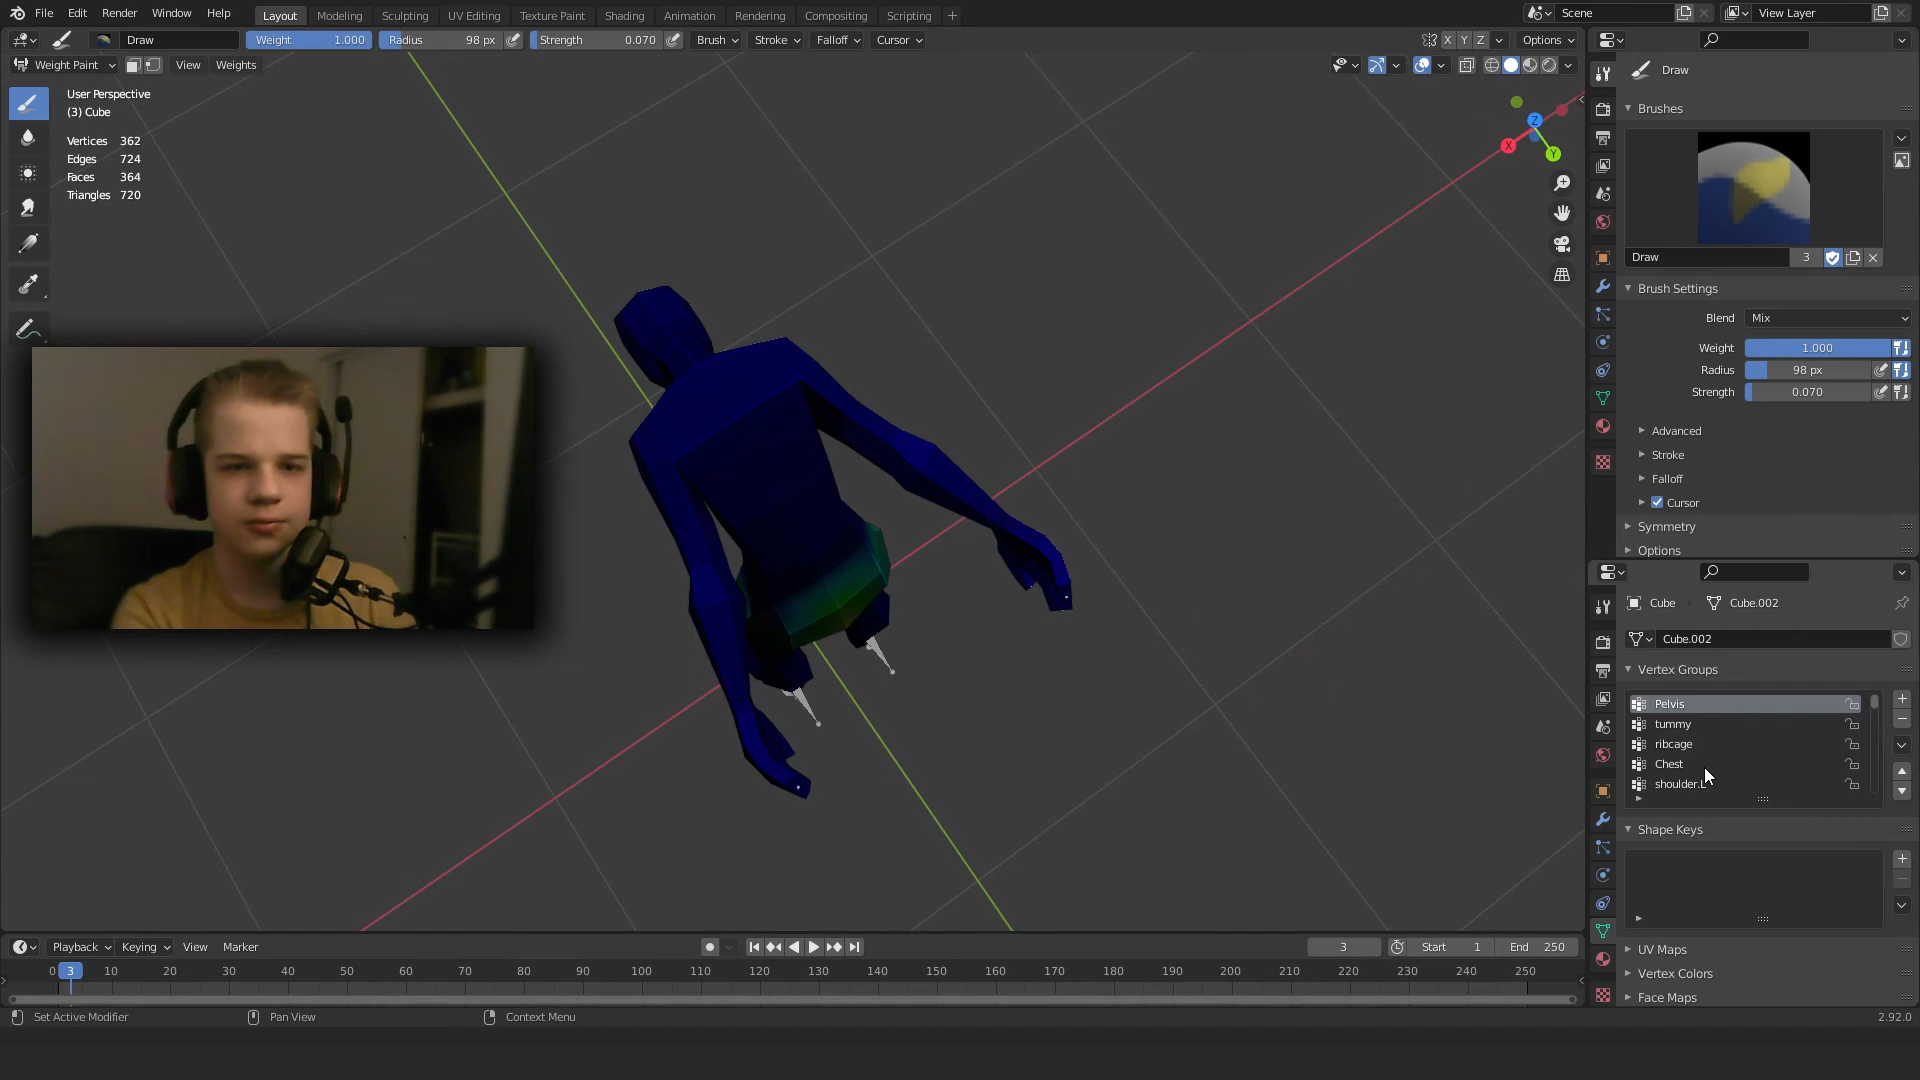 File Edit Render Window Help Layout Modeling Sculpting UV Editing Texture Paint Shading Animation Rendering Compositing Scripting + Scene View Layer
Draw Weight 1.000 Radius 98 px Strength 0.070 Brush Stroke Falloff Cursor X Y Z Options
Weight Paint View Weights
User Perspective
(3) Cube
Vertices 362
Edges 724
Faces 364
Triangles 720
Z
X
Y
Draw
Brushes
Draw 3
Brush Settings
Blend Mix
Weight 1.000
Radius 98 px
Strength 0.070
Advanced
Stroke
Falloff
Cursor
Symmetry
Options
Cube Cube.002
Cube.002
Vertex Groups
Pelvis
tummy
ribcage
Chest
shoulder.L
Shape Keys
UV Maps
Vertex Colors
Face Maps
Playback Keying View Marker 3 Start 1 End 250
0 3 10 20 30 40 50 60 70 80 90 100 110 120 130 140 150 160 170 180 190 200 210 220 230 240 250
Set Active Modifier Pan View Context Menu 2.92.0